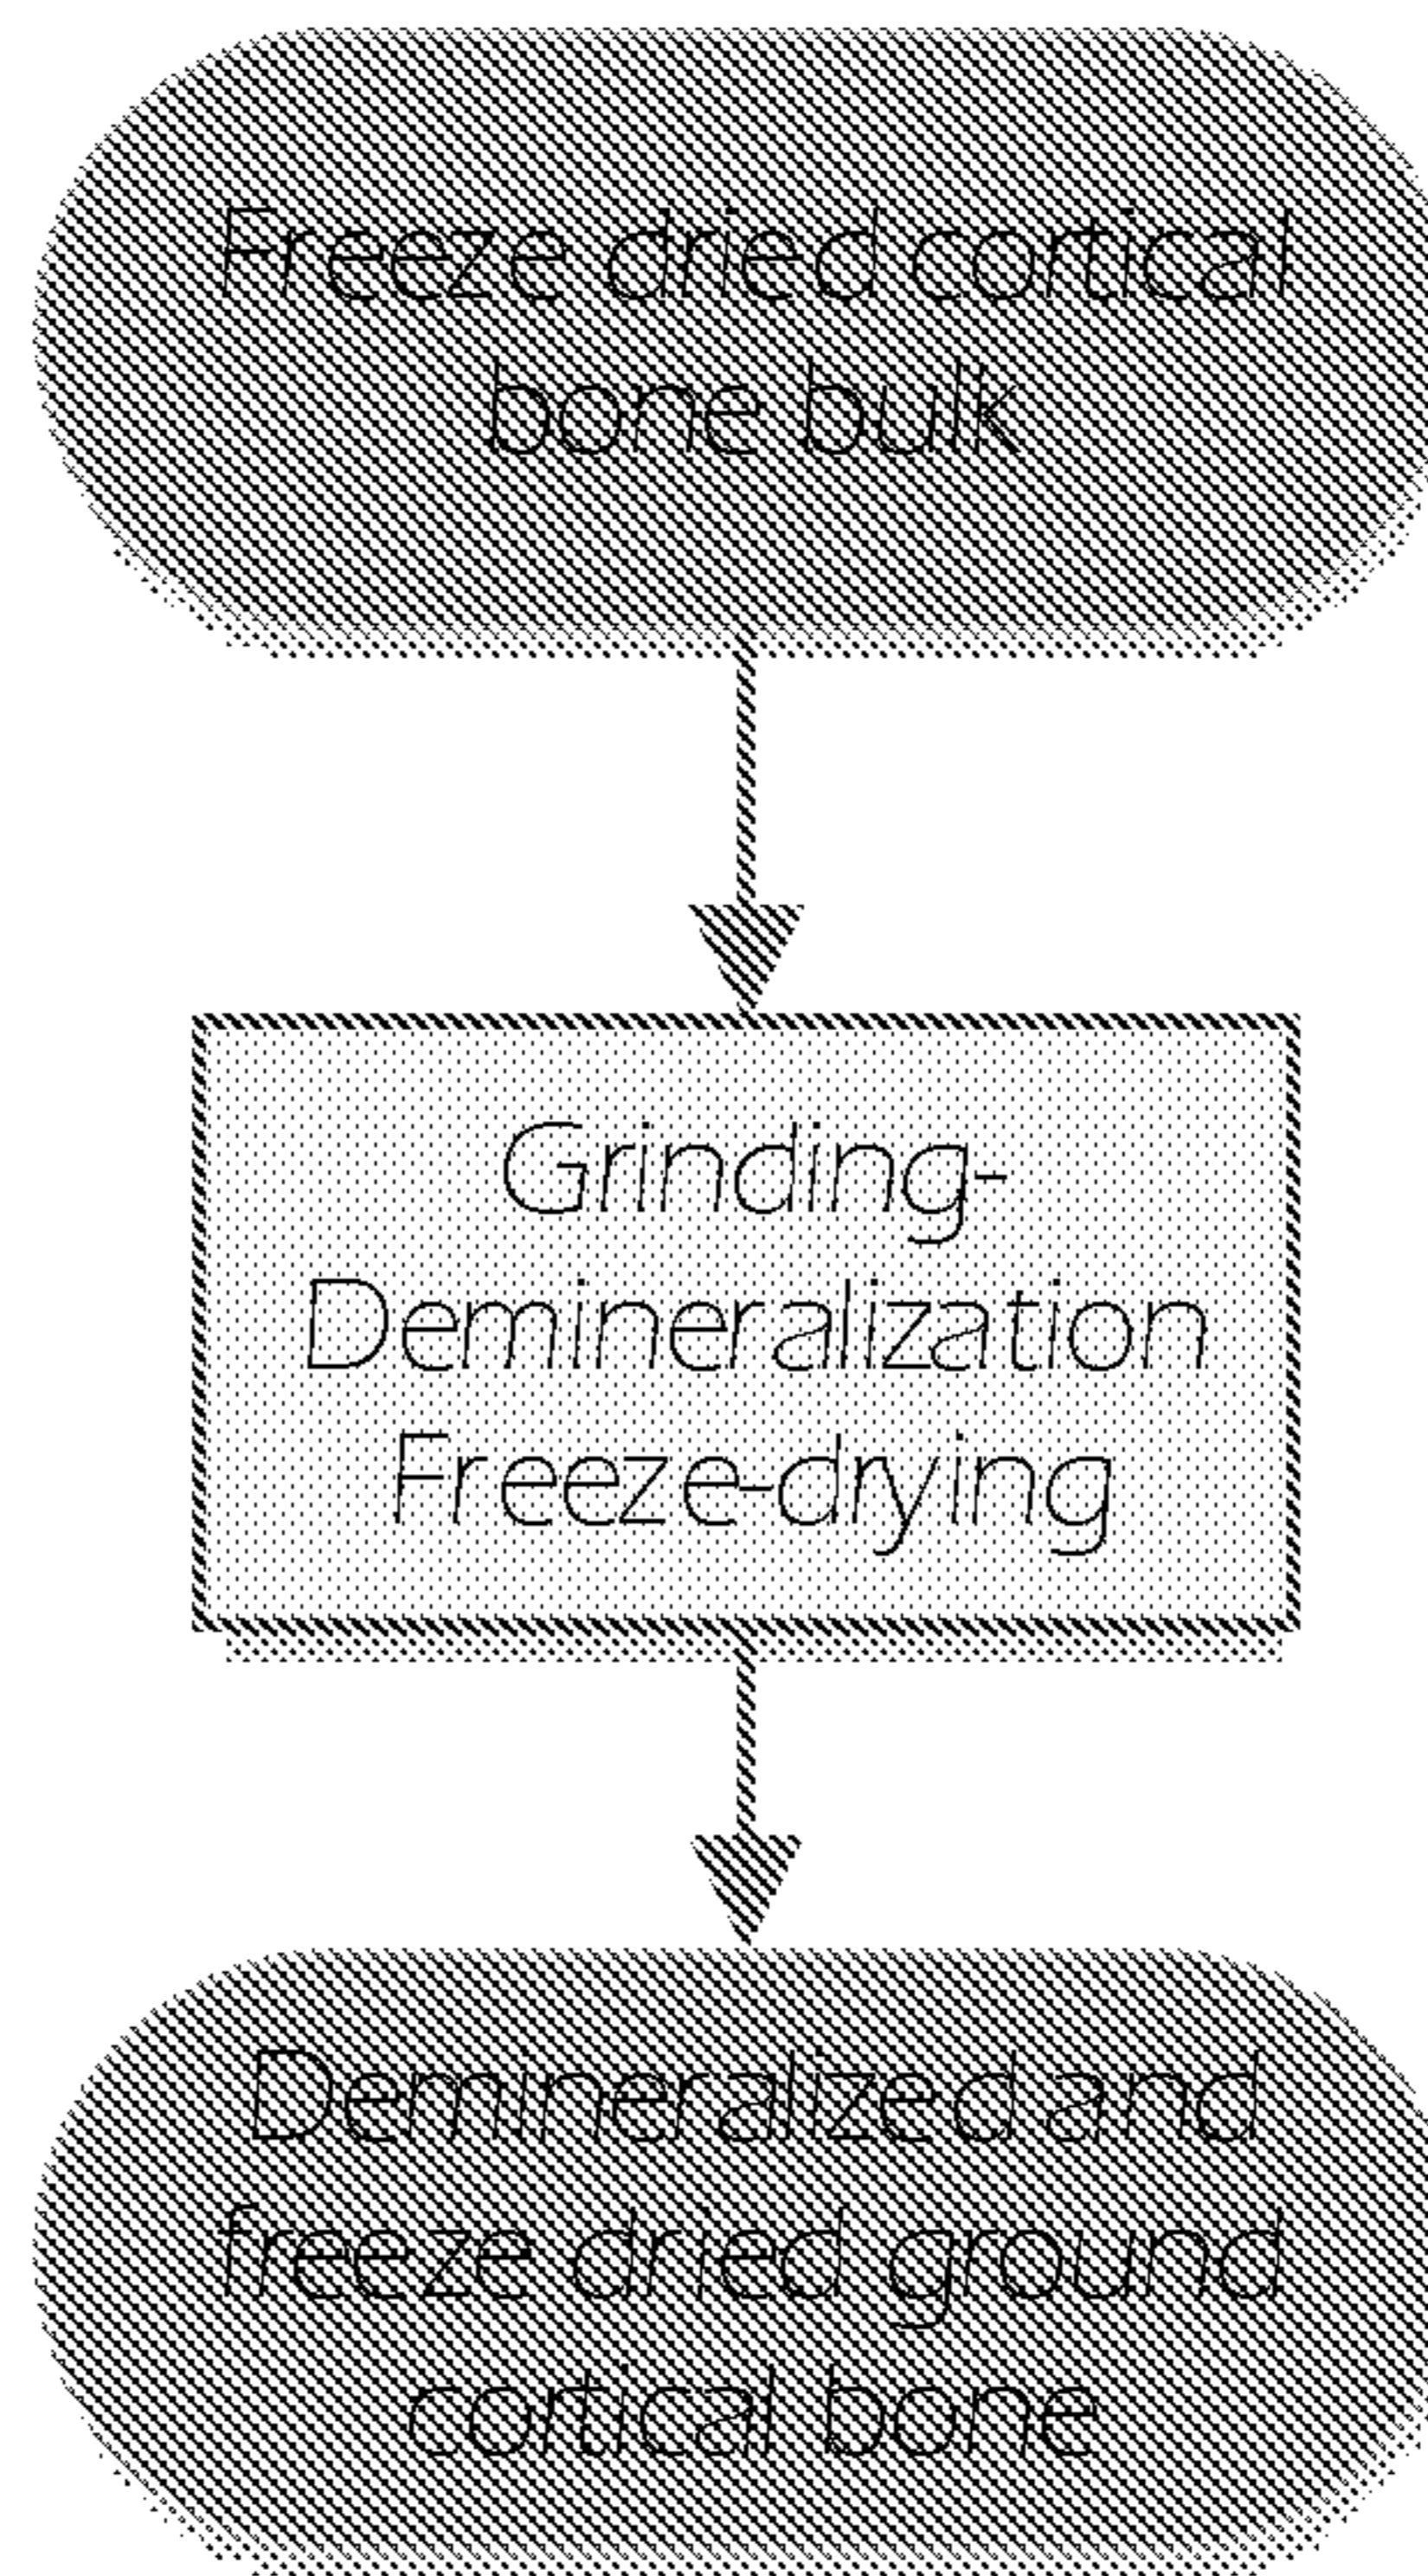 Freeze dried cortical
bone bulk
Grinding-
Demineralization
Freeze-drying
Demineralized and
freeze dried ground
cortical bone